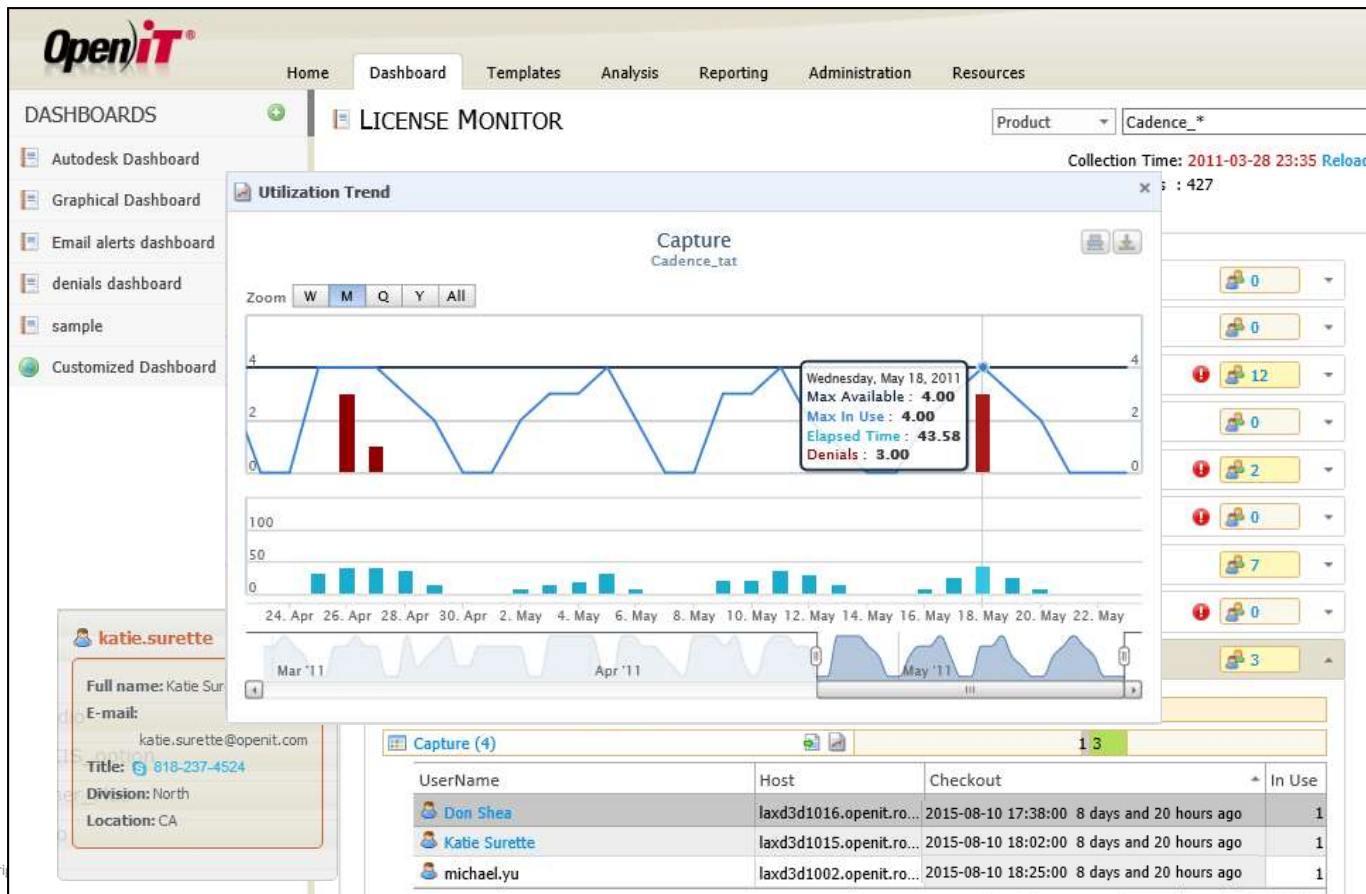 Open iT®
Home Dashboard Templates Analysis Reporting Administration Resources
DASHBOARDS
LICENSE MONITOR
Product Cadence_*
Autodesk Dashboard
Collection Time: 2011-03-28 23:35 Reload
Graphical Dashboard
: 427
Email alerts dashboard
denials dashboard
sample
Customized Dashboard
Utilization Trend
Capture
Cadence_tat
Zoom W M Q Y All
4 4
2 2
0 0
Wednesday, May 18, 2011
Max Available : 4.00
Max In Use : 4.00
Elapsed Time : 43.58
Denials : 3.00
100
50
0
24. Apr 26. Apr 28. Apr 30. Apr 2. May 4. May 6. May 8. May 10. May 12. May 14. May 16. May 18. May 20. May 22. May
Mar '11 Apr '11 May '11
0
0
12
0
2
0
7
0
3
katie.surette
Full name: Katie Sur
E-mail:
katie.surette@openit.com
Title: 818-237-4524
Division: North
Location: CA
Capture (4) 1 3
UserName Host Checkout In Use
Don Shea laxd3d1016.openit.ro... 2015-08-10 17:38:00 8 days and 20 hours ago 1
Katie Surette laxd3d1015.openit.ro... 2015-08-10 18:02:00 8 days and 20 hours ago 1
michael.yu laxd3d1002.openit.ro... 2015-08-10 18:25:00 8 days and 20 hours ago 1